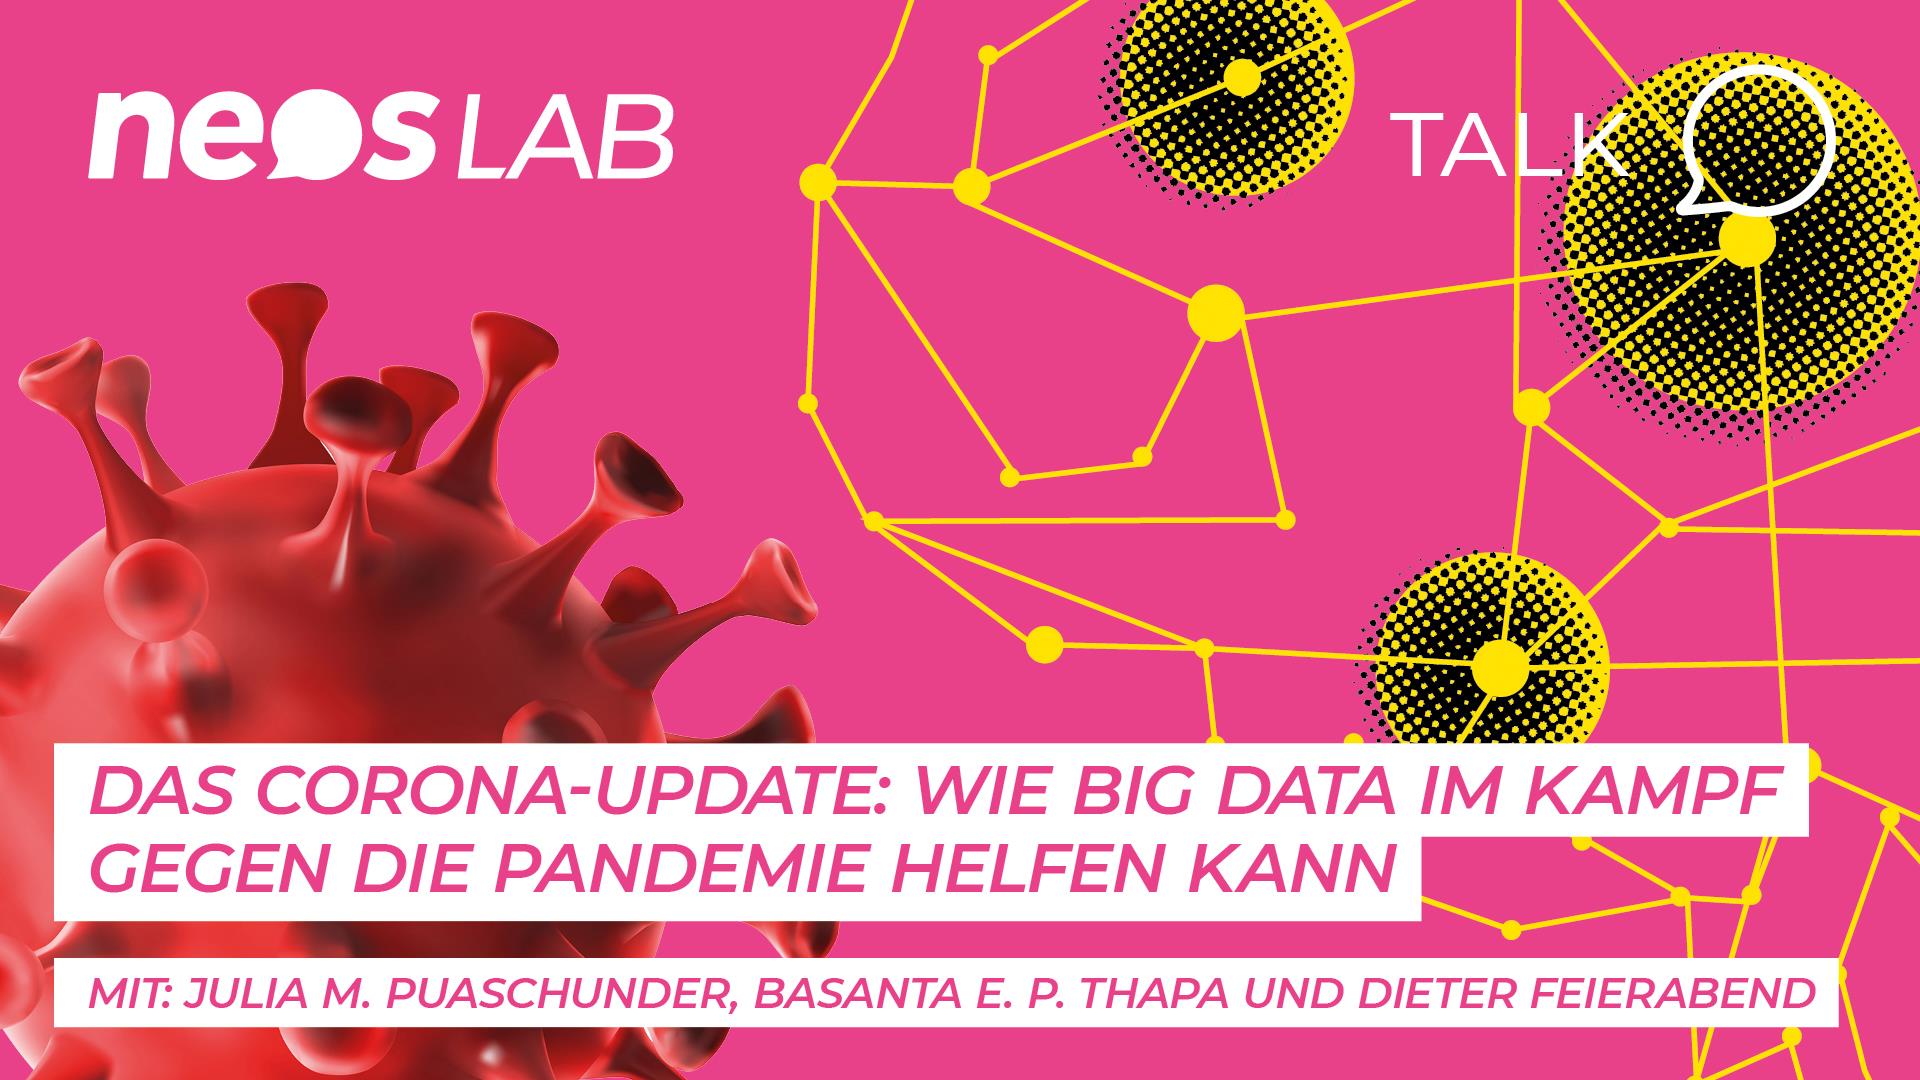 neos LAB
TALK
DAS CORONA-UPDATE: WIE BIG DATA IM KAMPF
GEGEN DIE PANDEMIE HELFEN KANN
MIT: JULIA M. PUASCHUNDER, BASANTA E. P. THAPA UND DIETER FEIERABEND